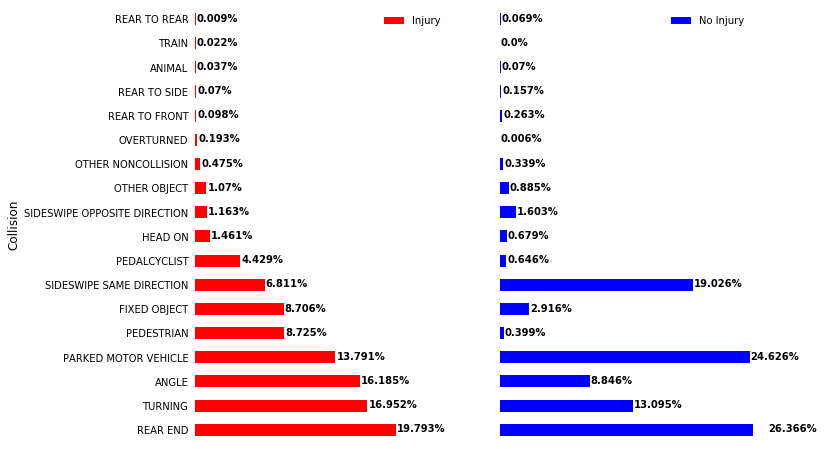 Injury
No Injury
Collision
REAR TO REAR 0.009% 0.069%
TRAIN 0.022% 0.0%
ANIMAL 0.037% 0.07%
REAR TO SIDE 0.07% 0.157%
REAR TO FRONT 0.098% 0.263%
OVERTURNED 0.193% 0.006%
OTHER NONCOLLISION 0.475% 0.339%
OTHER OBJECT 1.07% 0.885%
SIDESWIPE OPPOSITE DIRECTION 1.163% 1.603%
HEAD ON 1.461% 0.679%
PEDALCYCLIST 4.429% 0.646%
SIDESWIPE SAME DIRECTION 6.811% 19.026%
FIXED OBJECT 8.706% 2.916%
PEDESTRIAN 8.725% 0.399%
PARKED MOTOR VEHICLE 13.791% 24.626%
ANGLE 16.185% 8.846%
TURNING 16.952% 13.095%
REAR END 19.793% 26.366%